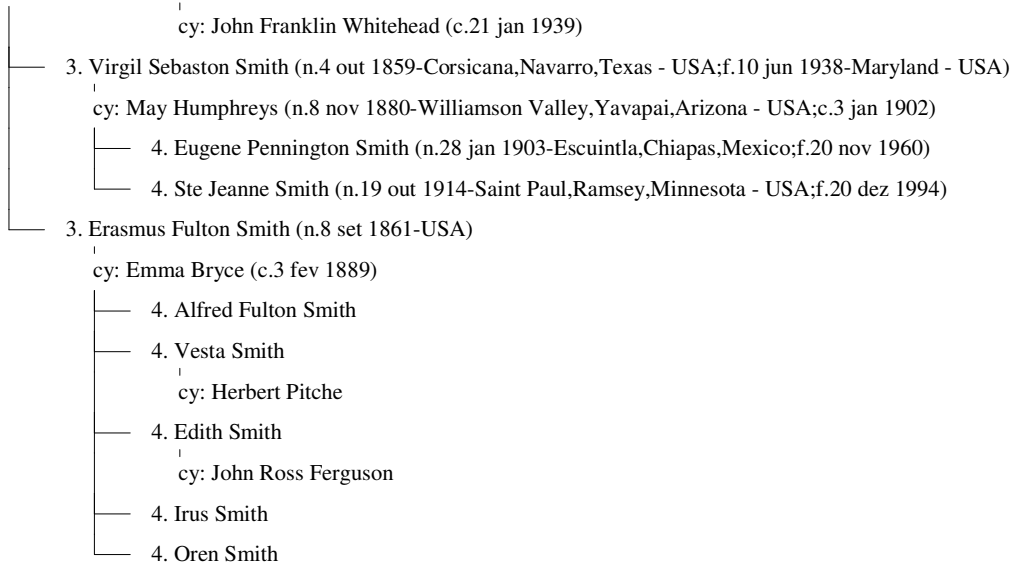 cy: John Franklin Whitehead (c.21 jan 1939)
3. Virgil Sebaston Smith (n.4 out 1859-Corsicana,Navarro,Texas - USA;f.10 jun 1938-Maryland - USA)
cy: May Humphreys (n.8 nov 1880-Williamson Valley,Yavapai,Arizona - USA;c.3 jan 1902)
4. Eugene Pennington Smith (n.28 jan 1903-Escuintla,Chiapas,Mexico;f.20 nov 1960)
4. Ste Jeanne Smith (n.19 out 1914-Saint Paul,Ramsey,Minnesota - USA;f.20 dez 1994)
3. Erasmus Fulton Smith (n.8 set 1861-USA)
cy: Emma Bryce (c.3 fev 1889)
4. Alfred Fulton Smith
4. Vesta Smith
cy: Herbert Pitche
4. Edith Smith
cy: John Ross Ferguson
4. Irus Smith
4. Oren Smith